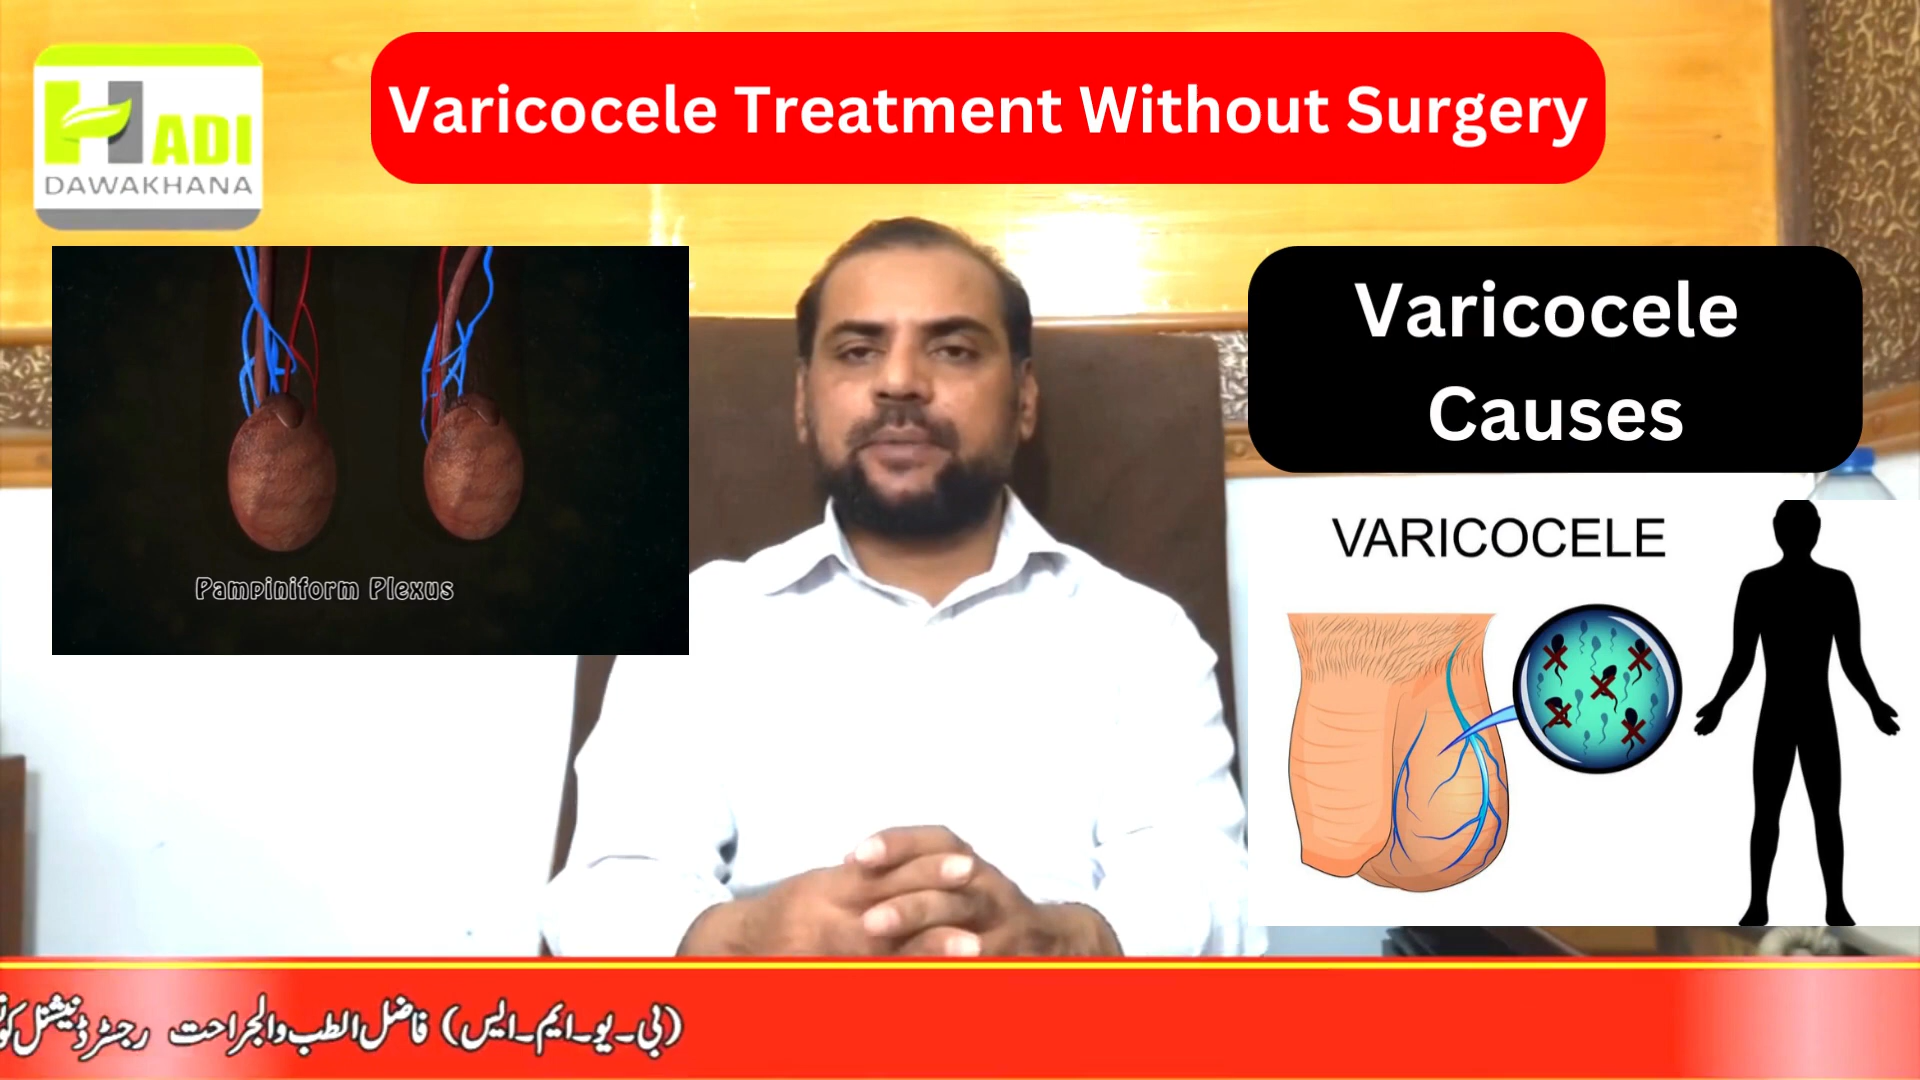 Varicocele Treatment Without Surgery
HADI
DAWAKHANA
Varicocele
Causes
VARICOCELE
Pampiniform Plexus
(بی۔یو۔ایم۔ایس) فاضل الطب والجراحت رجسٹرڈ نیشنل